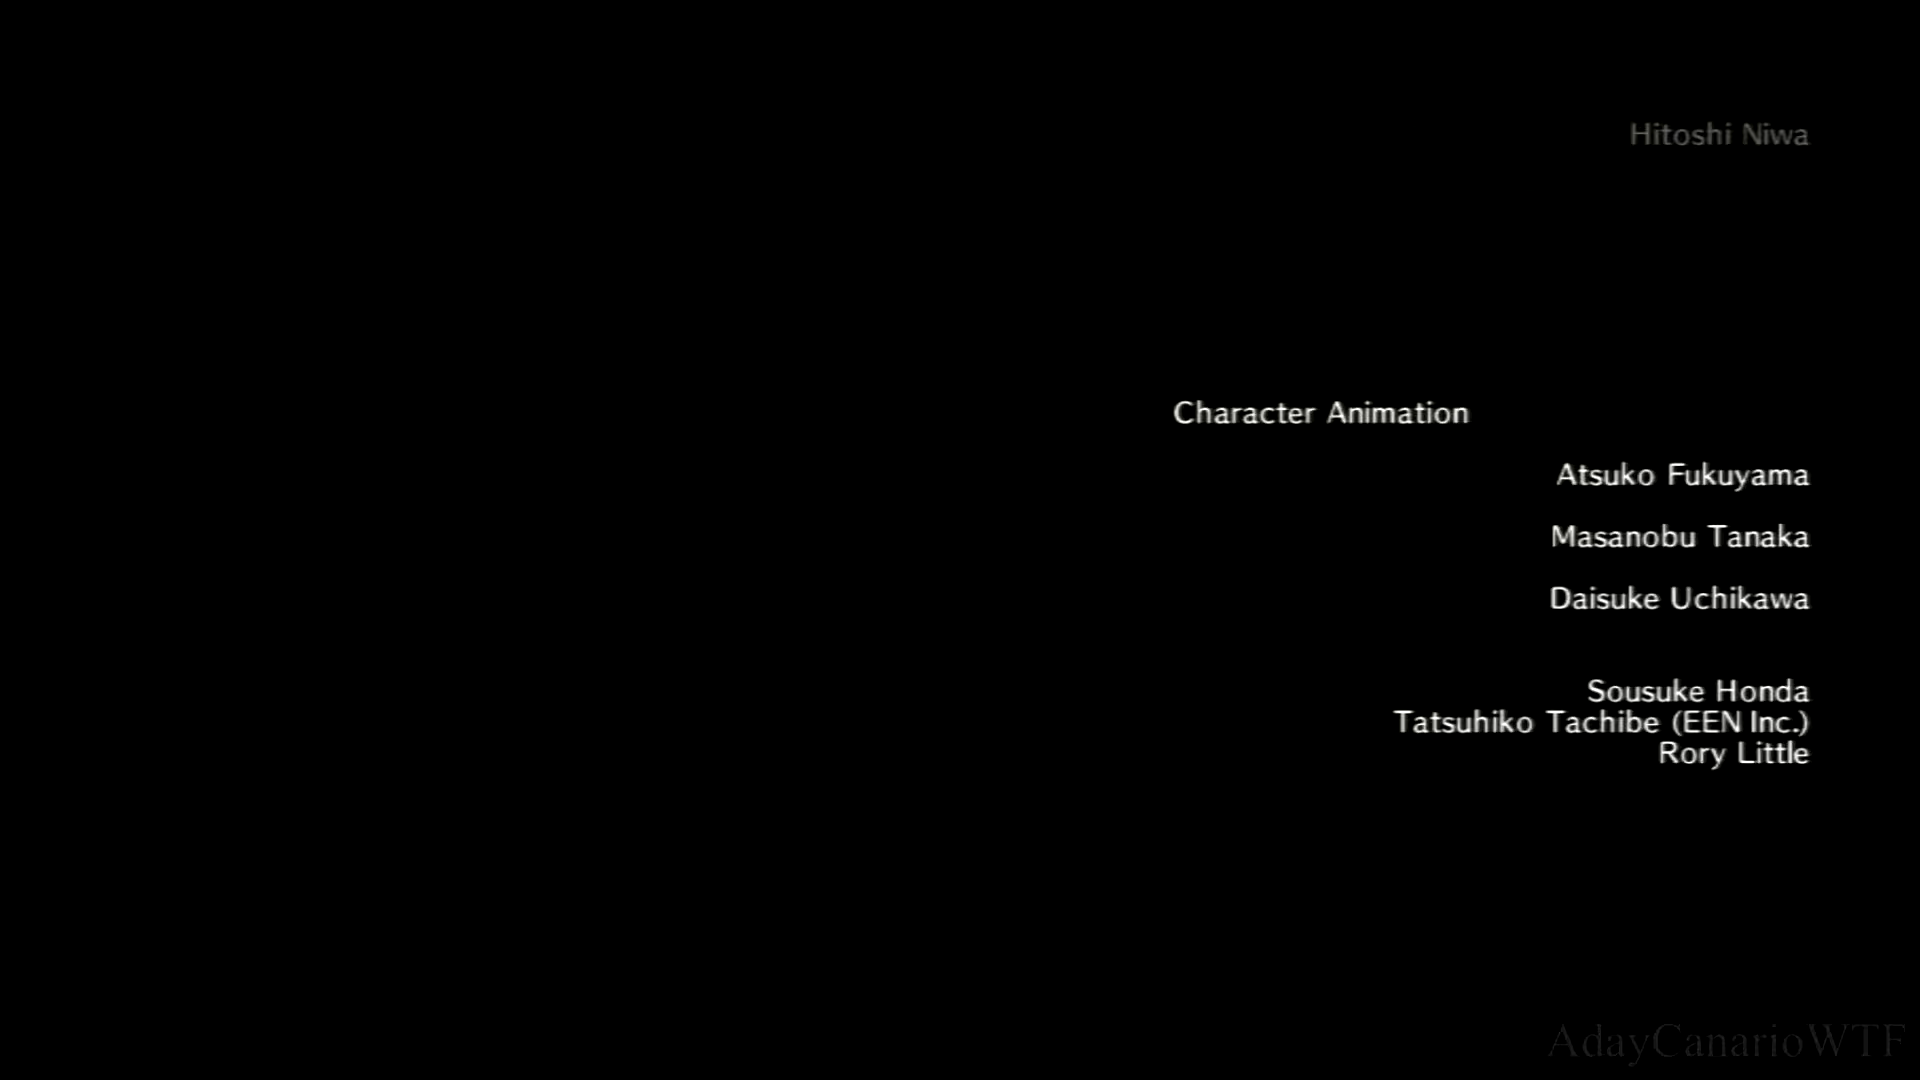 Hitoshi Niwa
Character Animation
Atsuko Fukuyama
Masanobu Tanaka
Daisuke Uchikawa
Sousuke Honda
Tatsuhiko Tachibe (EEN Inc.)
Rory Little
AdayCanarioWTF